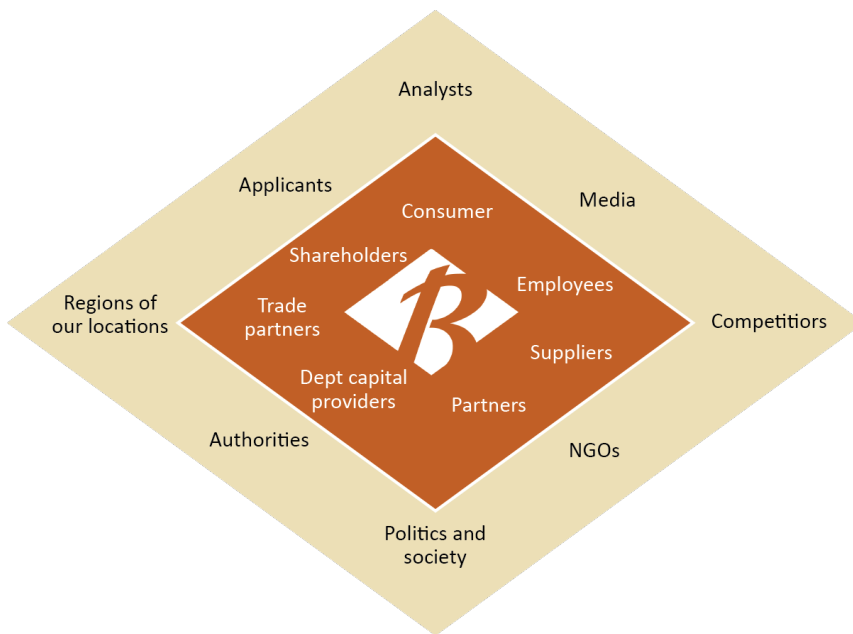 Analysts
Applicants
Media
Consumer
Shareholders
Employees
Regions of
our locations
Trade
partners
Competitiors
Suppliers
Dept capital
providers
Partners
Authorities
NGOs
Politics and
society